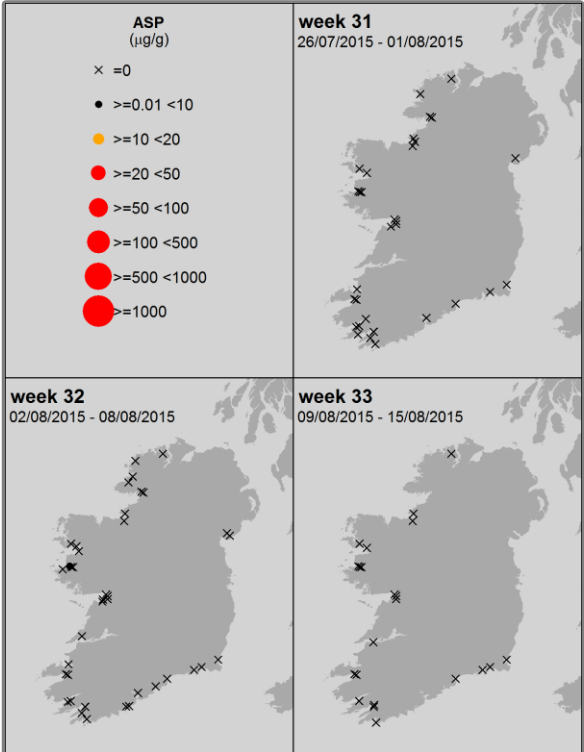 ASP
(µg/g)
=0
>=0.01 <10
>=10 <20
>=20 <50
>=50 <100
>=100 <500
>=500 <1000
>=1000
week 31
26/07/2015 - 01/08/2015
week 32
02/08/2015 - 08/08/2015
week 33
09/08/2015 - 15/08/2015